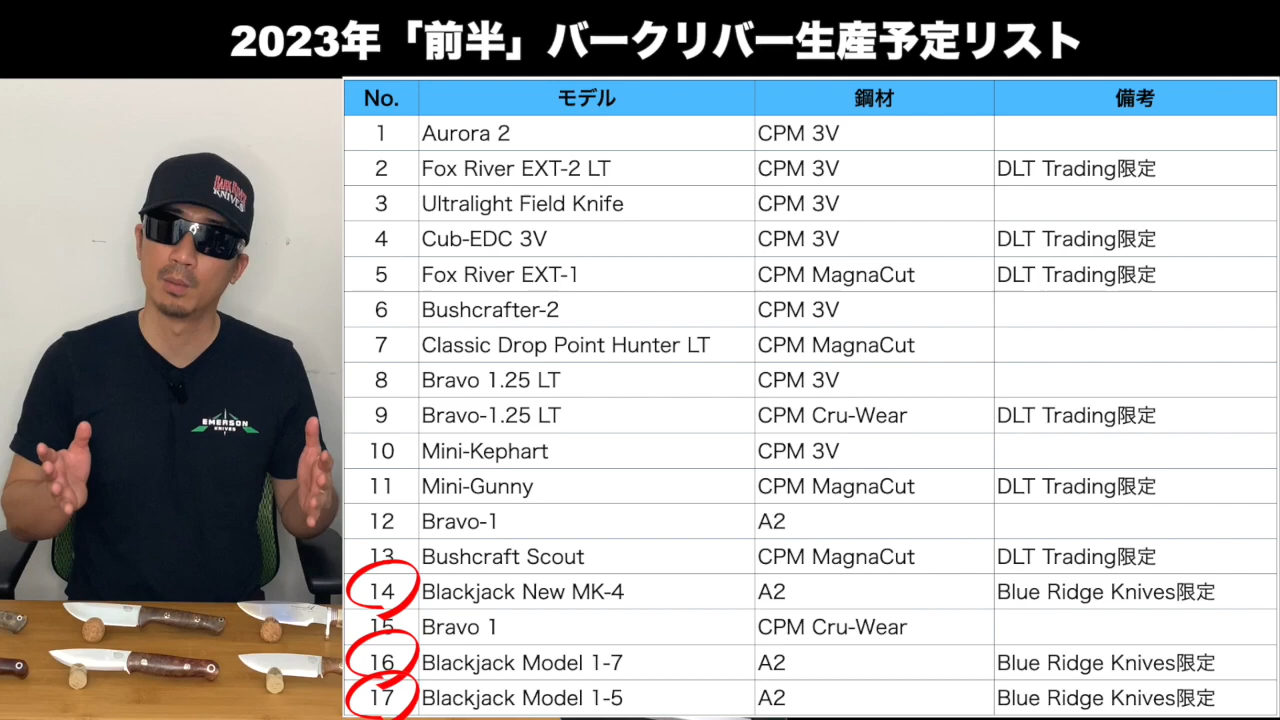 2023年「前半」バークリバー生産予定リスト
No. モデル 鋼材 備考
1 Aurora 2 CPM 3V
2 Fox River EXT-2 LT CPM 3V DLT Trading限定
3 Ultralight Field Knife CPM 3V
4 Cub-EDC 3V CPM 3V DLT Trading限定
5 Fox River EXT-1 CPM MagnaCut DLT Trading限定
6 Bushcrafter-2 CPM 3V
7 Classic Drop Point Hunter LT CPM MagnaCut
8 Bravo 1.25 LT CPM 3V
9 Bravo-1.25 LT CPM Cru-Wear DLT Trading限定
10 Mini-Kephart CPM 3V
11 Mini-Gunny CPM MagnaCut DLT Trading限定
12 Bravo-1 A2
13 Bushcraft Scout CPM MagnaCut DLT Trading限定
14 Blackjack New MK-4 A2 Blue Ridge Knives限定
15 Bravo 1 CPM Cru-Wear
16 Blackjack Model 1-7 A2 Blue Ridge Knives限定
17 Blackjack Model 1-5 A2 Blue Ridge Knives限定
BARK RIVER
KNIVES
EMERSON
KNIVES